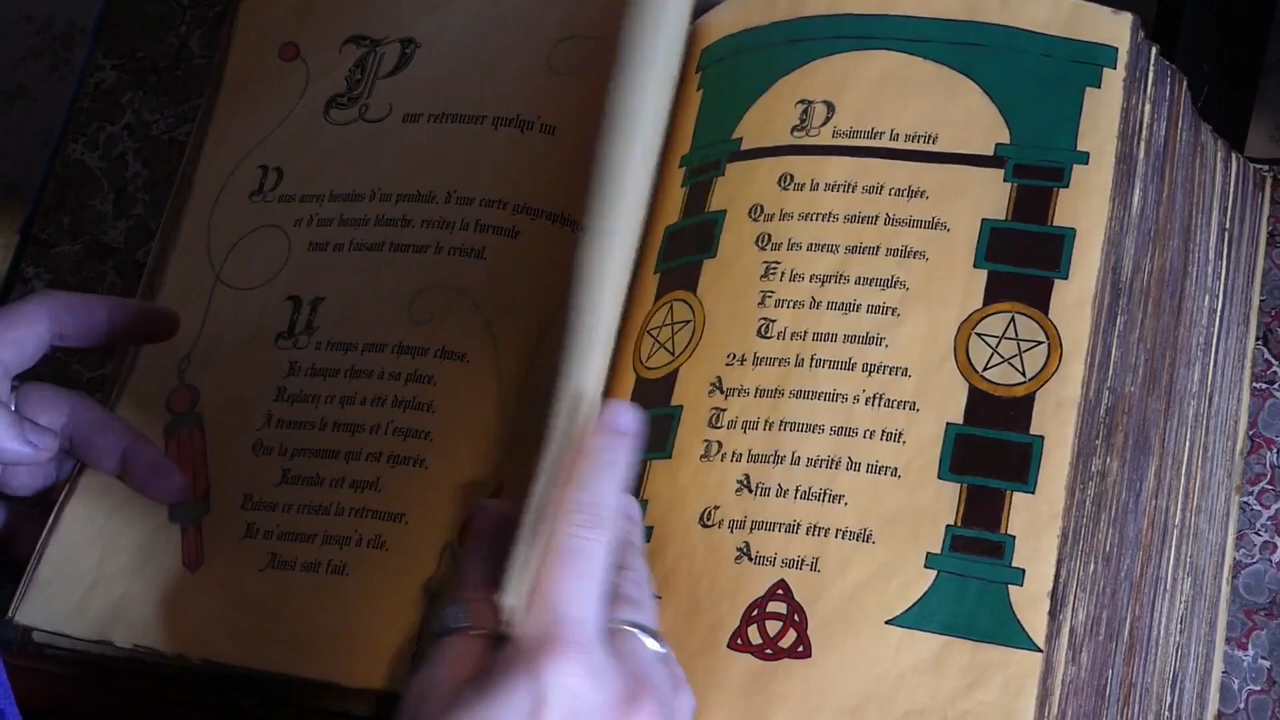 Pour retrouver quelqu'un
Vous aurez besoins d'un pendule, d'une carte géographiqu
et d'une bougie blanche, recitez la formule
tout en faisant tourner le cristal.
Un temps pour chaque chose,
Et chaque chose à sa place,
Replacez ce qui a été déplacé,
À travers le temps et l'espace,
Que la personne qui est égarée,
Entende cet appel,
Puisse ce cristal la retrouver,
Et m'amener jusqu'à elle,
Ainsi soit fait.
Dissimuler la vérité
Que la vérité soit cachée,
Que les secrets soient dissimulés,
Que les aveux soient voilées,
Et les esprits aveuglés,
Forces de magie noire,
Tel est mon vouloir,
24 heures la formule opérera,
Après touts souvenirs s'effacera,
Toi qui te trouves sous ce toit,
De ta bouche la vérité du niera,
Afin de falsifier,
Ce qui pourrait être révélé.
Ainsi soit-il.